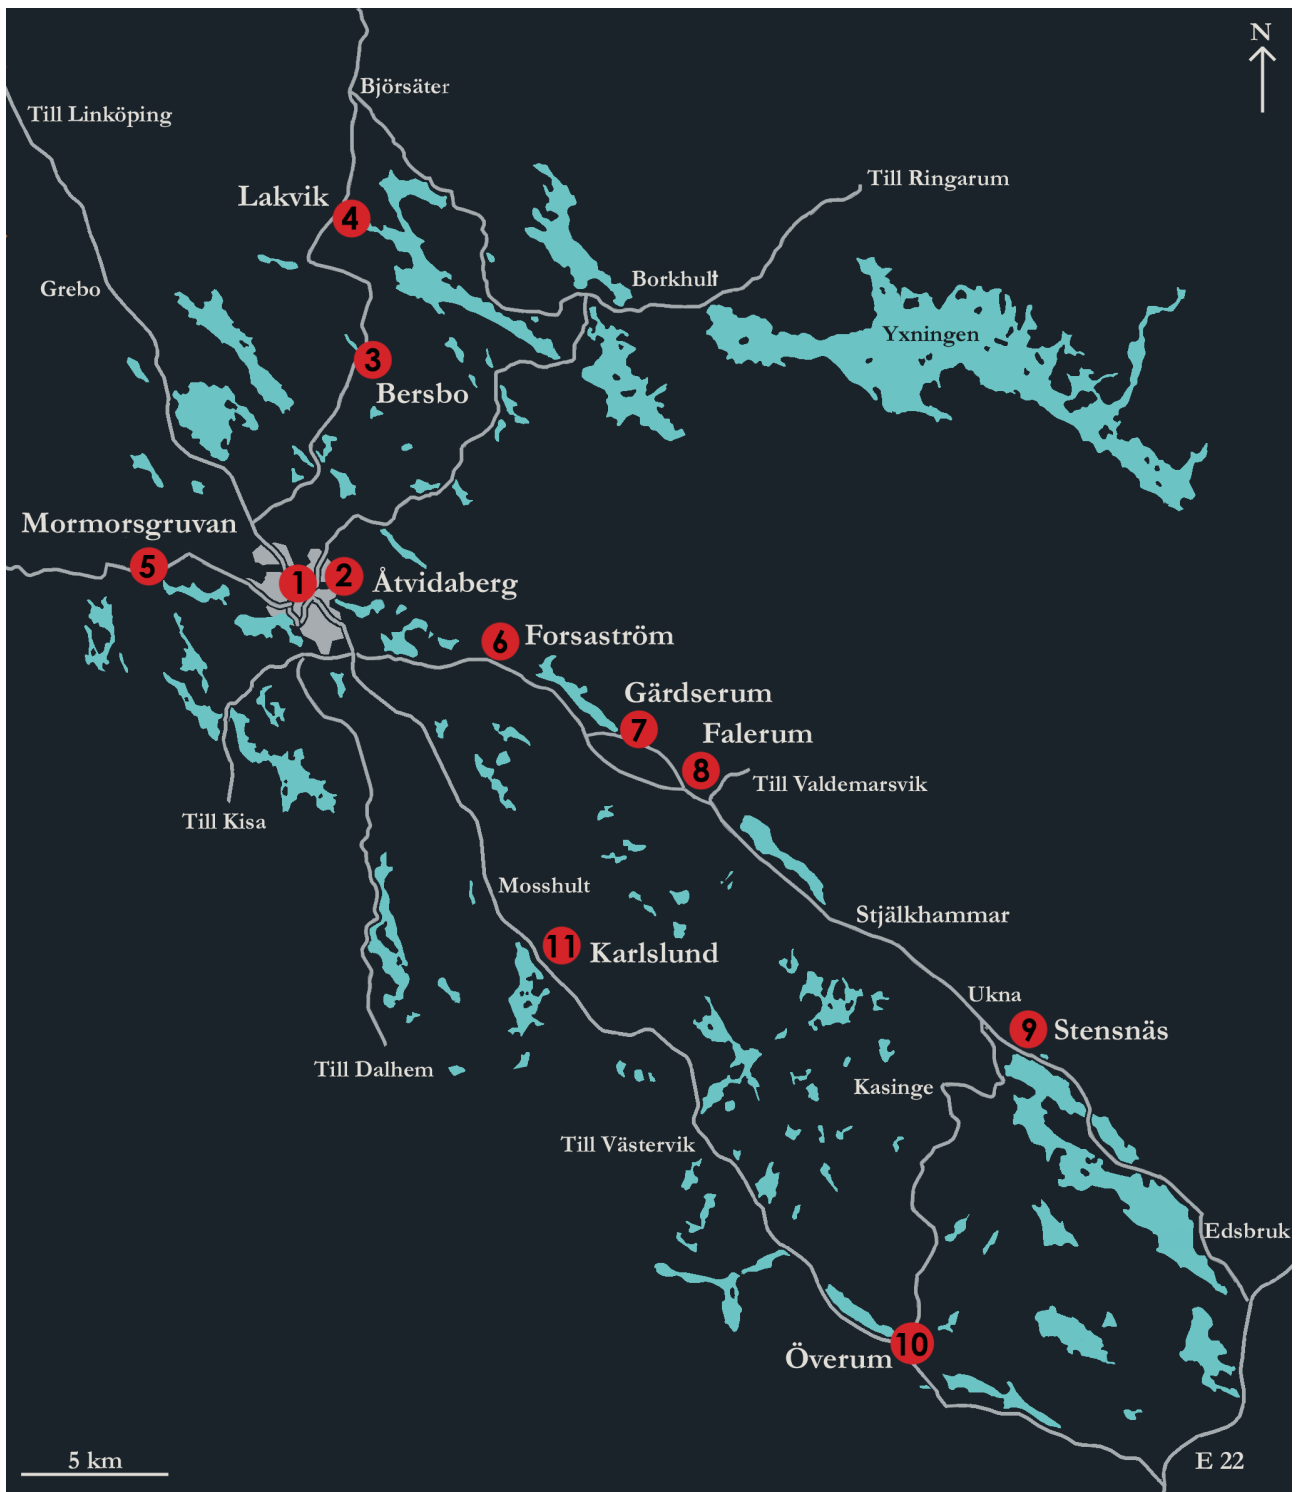 N
Björsäter
Till Linköping
Till Ringarum
Lakvik
4
Borkhult
Grebo
Yxningen
3
Bersbo
Mormorsgruvan
5
1
2
Åtvidaberg
6
Forsaström
Gärdserum
7
Falerum
8
Till Valdemarsvik
Till Kisa
Mosshult
Stjälkhammar
11
Karlslund
Ukna
9
Stensnäs
Till Dalhem
Kasinge
Till Västervik
Edsbruk
Överum
10
5 km
E 22